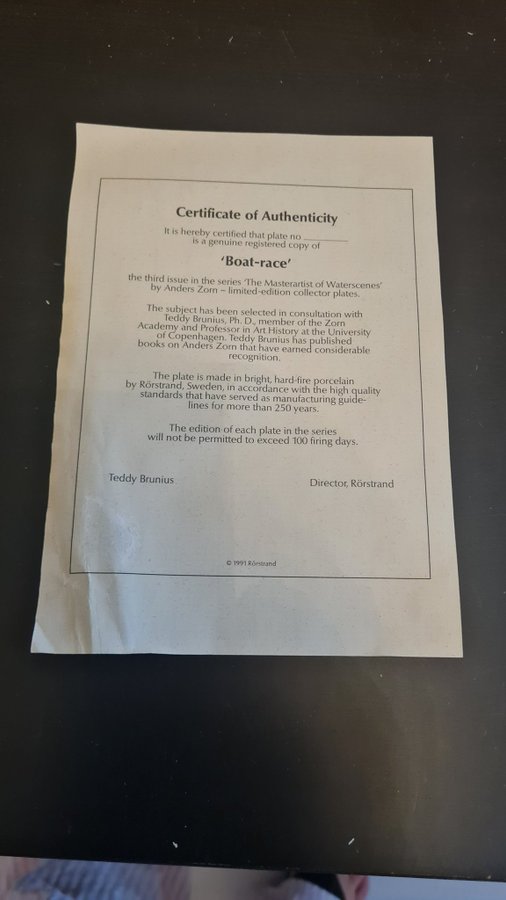 Certificate of Authenticity
It is hereby certified that plate no ________
is a genuine registered copy of
'Boat-race'
the third issue in the series 'The Masterartist of Waterscenes'
by Anders Zorn – limited-edition collector plates.
The subject has been selected in consultation with
Teddy Brunius, Ph. D., member of the Zorn
Academy and Professor in Art History at the University
of Copenhagen. Teddy Brunius has published
books on Anders Zorn that have earned considerable
recognition.
The plate is made in bright, hard-fire porcelain
by Rörstrand, Sweden, in accordance with the high quality
standards that have served as manufacturing guide-
lines for more than 250 years.
The edition of each plate in the series
will not be permitted to exceed 100 firing days.
Teddy Brunius
Director, Rörstrand
© 1991 Rörstrand